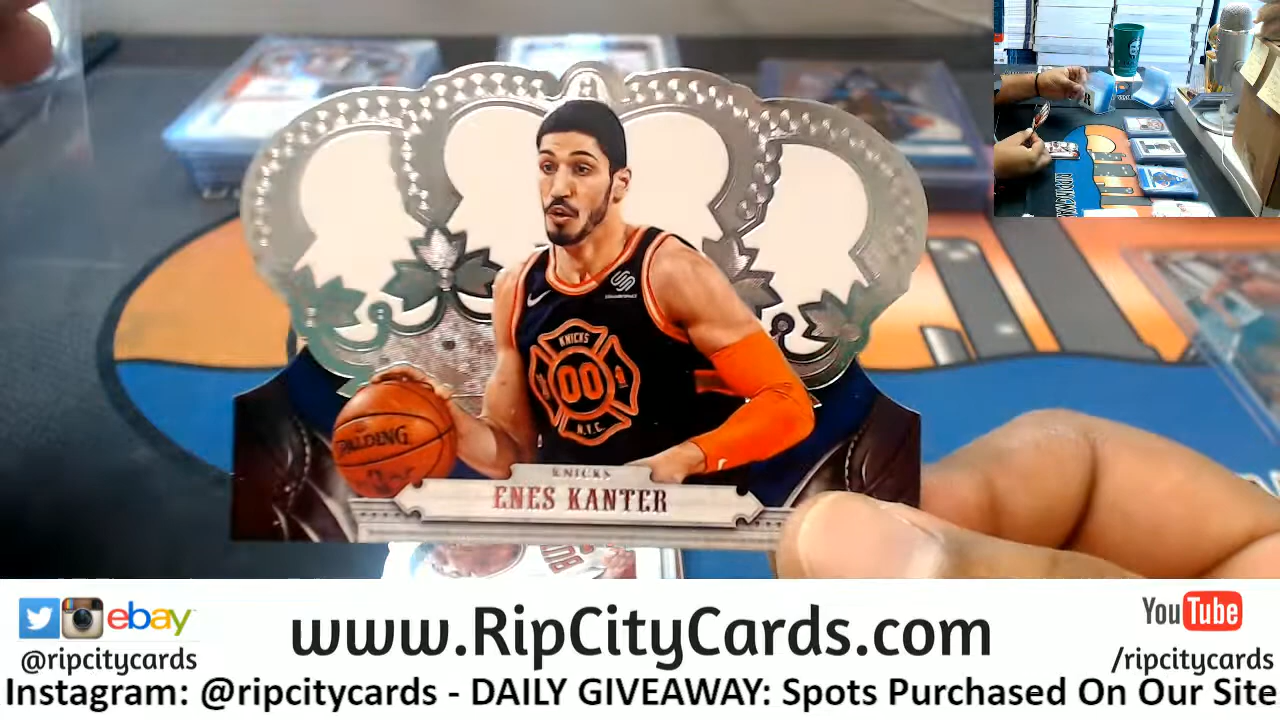 KNICKS
00
N.Y.C.
SPALDING
KNICKS
ENES KANTER
ebay
www.RipCityCards.com
YouTube
@ripcitycards
/ripcitycards
Instagram: @ripcitycards - DAILY GIVEAWAY: Spots Purchased On Our Site